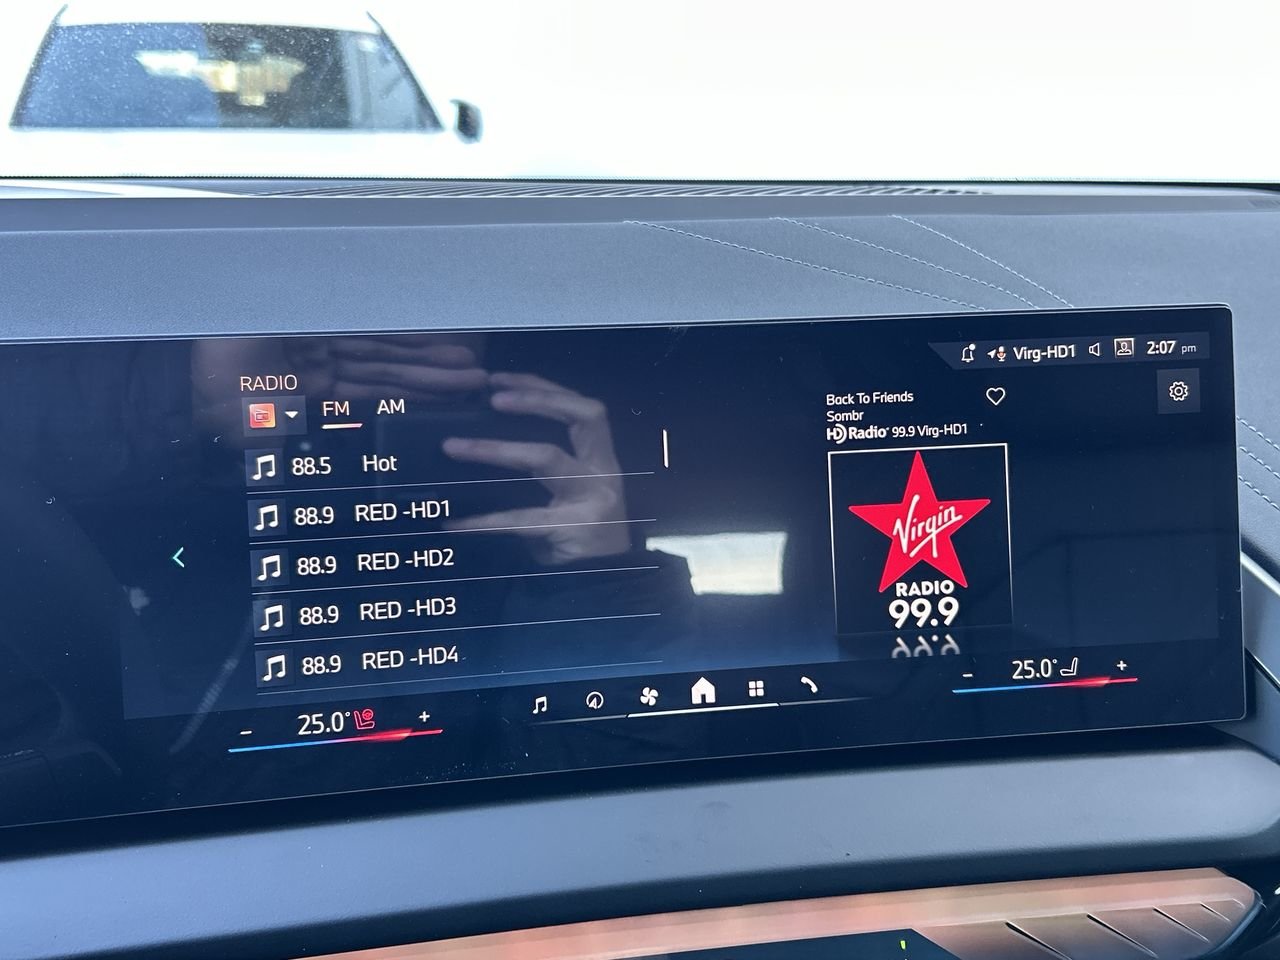 Virg-HD1 2:07 pm
RADIO
FM AM
88.5 Hot
88.9 RED -HD1
88.9 RED -HD2
88.9 RED -HD3
88.9 RED -HD4
Back To Friends
Sombr
HD Radio 99.9 Virg-HD1
Virgin
RADIO
99.9
- 25.0° +
- 25.0° +